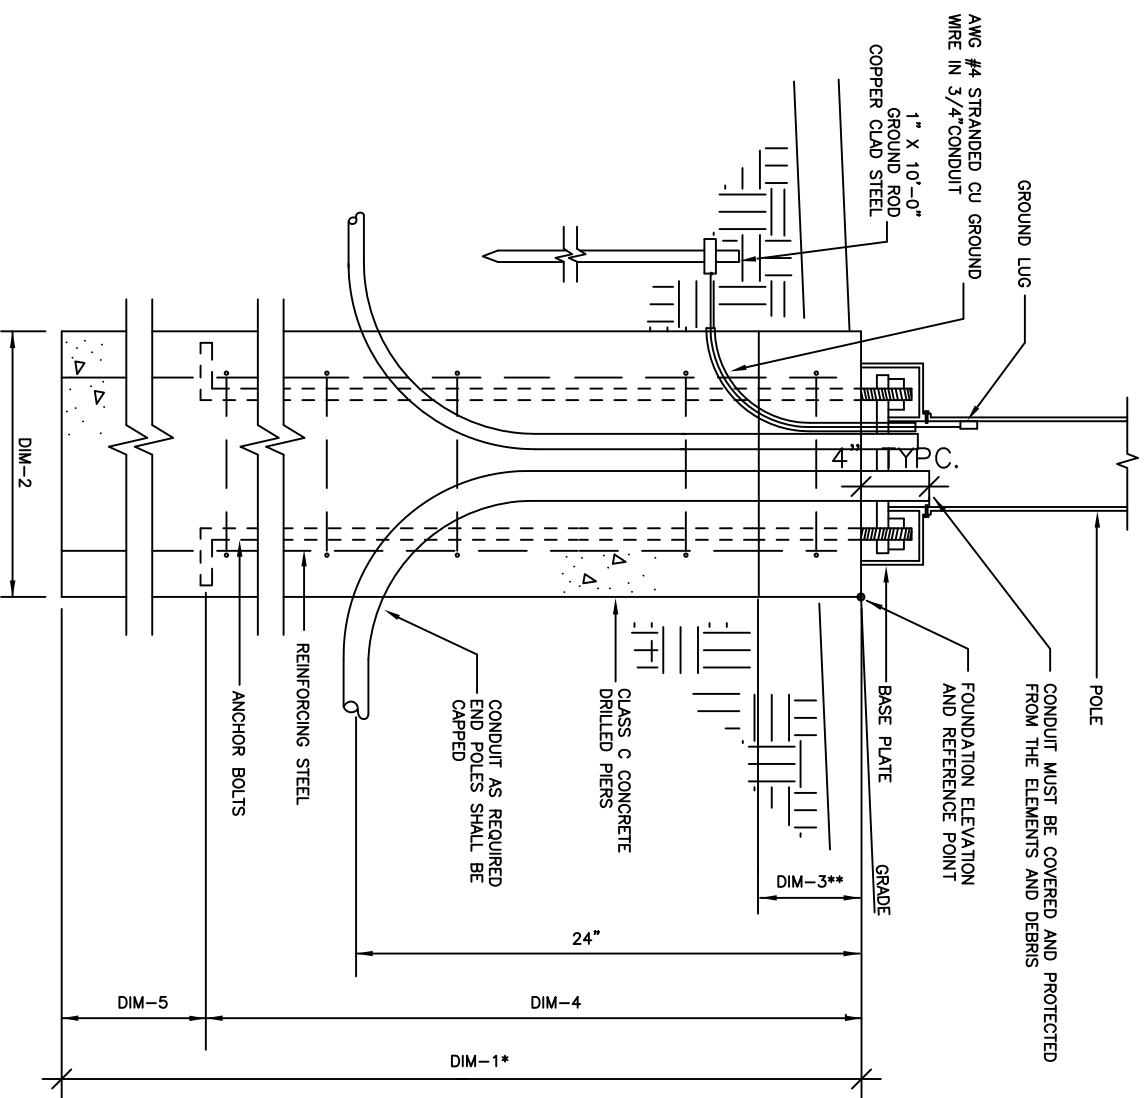 AWG #4 STRANDED CU GROUND
WIRE IN 3/4"CONDUIT
GROUND LUG
1" X 10'-0"
GROUND ROD
COPPER CLAD STEEL
4" TYPC.
POLE
CONDUIT MUST BE COVERED AND PROTECTED
FROM THE ELEMENTS AND DEBRIS
FOUNDATION ELEVATION
AND REFERENCE POINT
BASE PLATE
GRADE
CLASS C CONCRETE
DRILLED PIERS
CONDUIT AS REQUIRED
END POLES SHALL BE
CAPPED
REINFORCING STEEL
ANCHOR BOLTS
DIM-2
DIM-3**
24"
DIM-5
DIM-4
DIM-1*